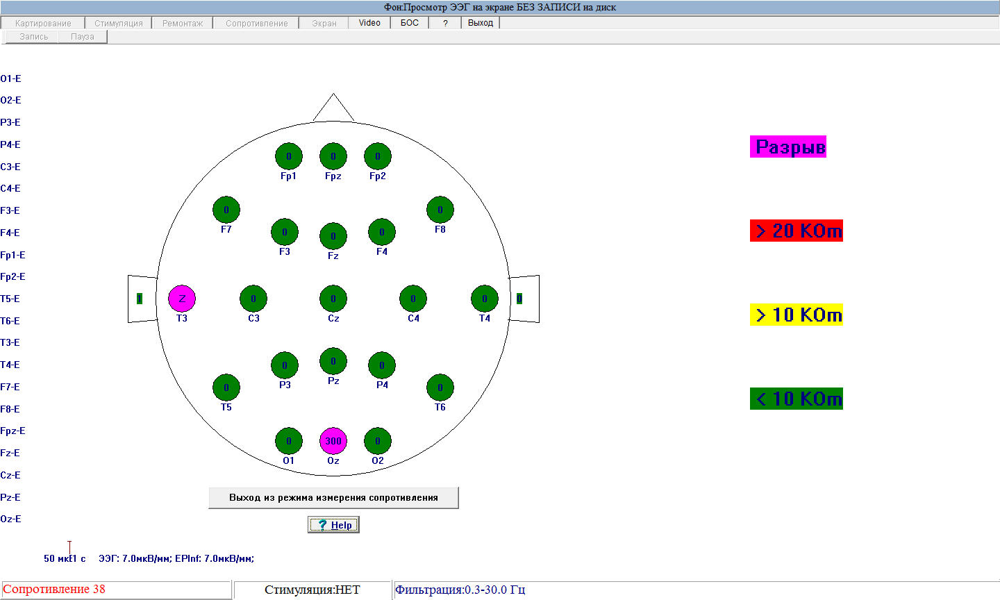 Фон:Просмотр ЭЭГ на экране БЕЗ ЗАПИСИ на диск
Картирование Стимуляция Ремонтаж Сопротивление Экран Video БОС ? Выход
Запись Пауза
O1-E
O2-E
P3-E
P4-E
C3-E
C4-E
F3-E
F4-E
Fp1-E
Fp2-E
T5-E
T6-E
T3-E
T4-E
F7-E
F8-E
Fpz-E
Fz-E
Cz-E
Pz-E
Oz-E
0 0 0
Fp1 Fpz Fp2
0 0
F7 F8
0 0 0
F3 Fz F4
1 Z 0 0 0 0 0
T3 C3 Cz C4 T4
0 0 0
P3 Pz P4
0 0
T5 T6
0 300 0
O1 Oz O2
Разрыв
> 20 KOm
> 10 KOm
< 10 KOm
Выход из режима измерения сопротивления
? Help
50 мкВ1 с ЭЭГ: 7.0мкВ/мм; EPInf: 7.0мкВ/мм;
Сопротивление 38 Стимуляция:НЕТ Фильтрация:0.3-30.0 Гц